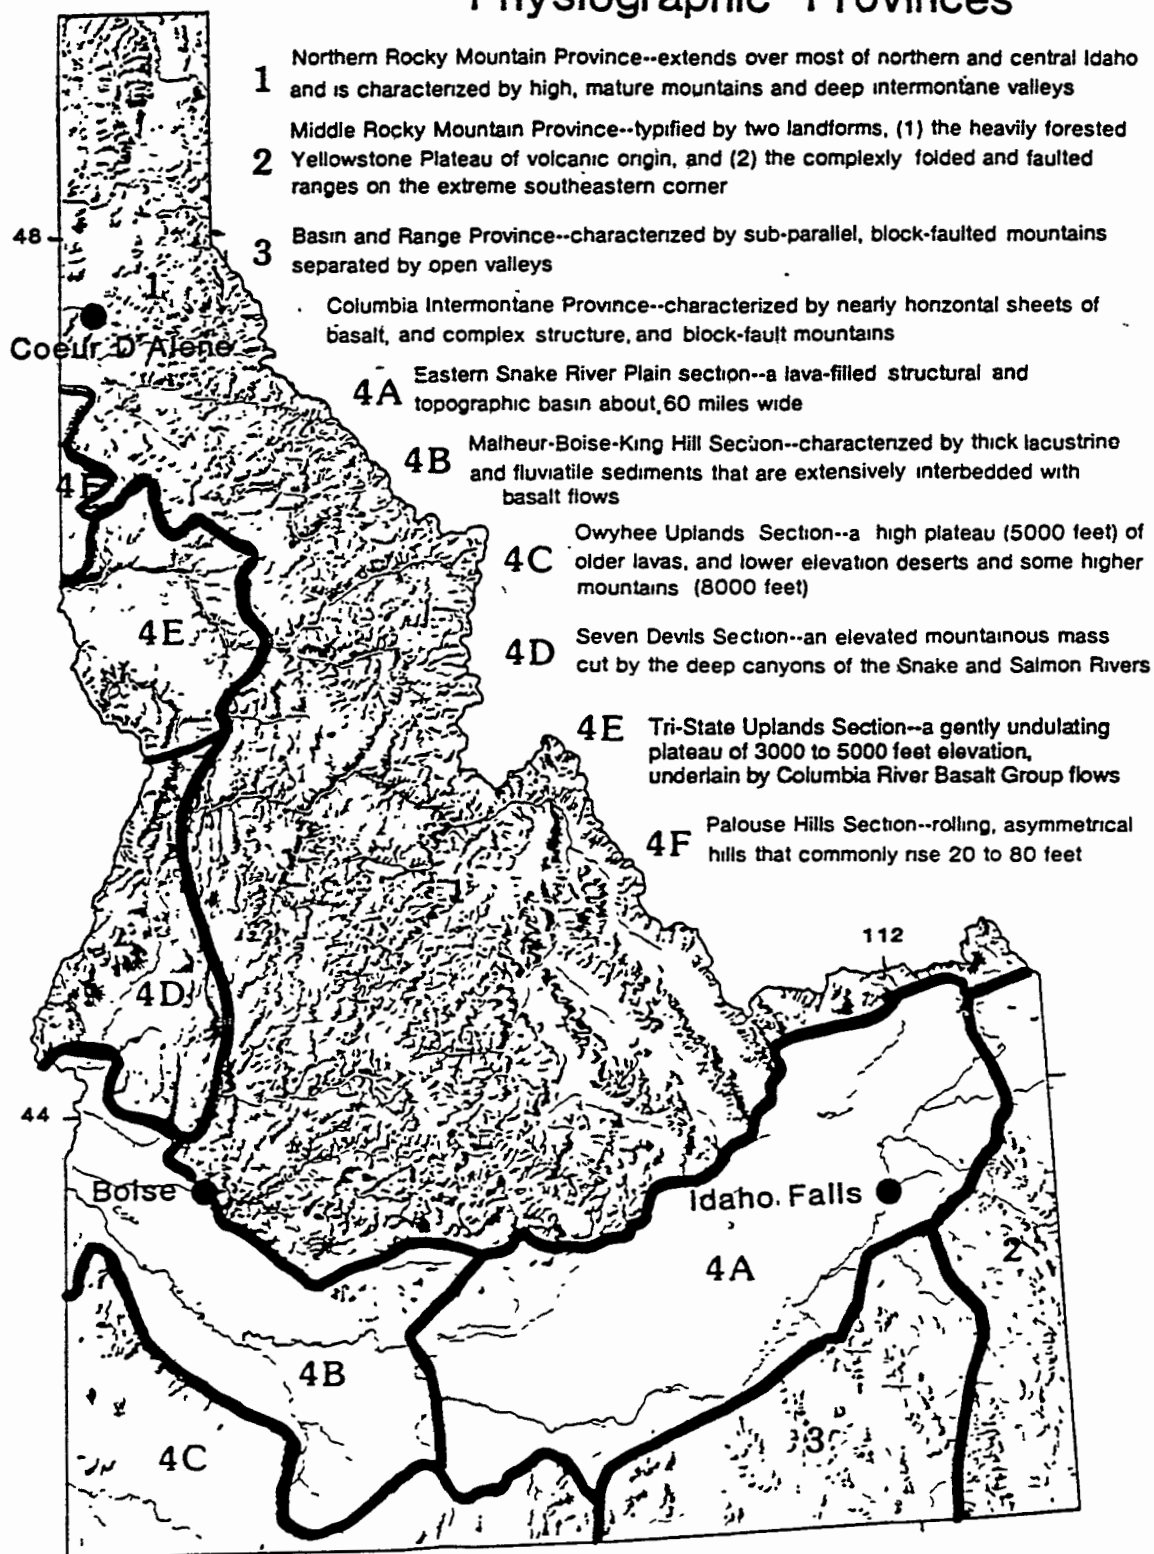 Physiographic Provinces
1 Northern Rocky Mountain Province--extends over most of northern and central Idaho
and is characterized by high, mature mountains and deep intermontane valleys
Middle Rocky Mountain Province--typified by two landforms, (1) the heavily forested
2 Yellowstone Plateau of volcanic origin, and (2) the complexly folded and faulted
ranges on the extreme southeastern corner
3 Basin and Range Province--characterized by sub-parallel, block-faulted mountains
separated by open valleys
Columbia Intermontane Province--characterized by nearly horizontal sheets of
basalt, and complex structure, and block-fault mountains
4A Eastern Snake River Plain section--a lava-filled structural and
topographic basin about 60 miles wide
4B Malheur-Boise-King Hill Section--characterized by thick lacustrine
and fluviatile sediments that are extensively interbedded with
basalt flows
4C Owyhee Uplands Section--a high plateau (5000 feet) of
older lavas, and lower elevation deserts and some higher
mountains (8000 feet)
4D Seven Devils Section--an elevated mountainous mass
cut by the deep canyons of the Snake and Salmon Rivers
4E Tri-State Uplands Section--a gently undulating
plateau of 3000 to 5000 feet elevation,
underlain by Columbia River Basalt Group flows
4F Palouse Hills Section--rolling, asymmetrical
hills that commonly rise 20 to 80 feet
48
1
Coeur D'Alene
4F
4E
112
4D
44
Boise
Idaho Falls
2
4A
4B
3
4C